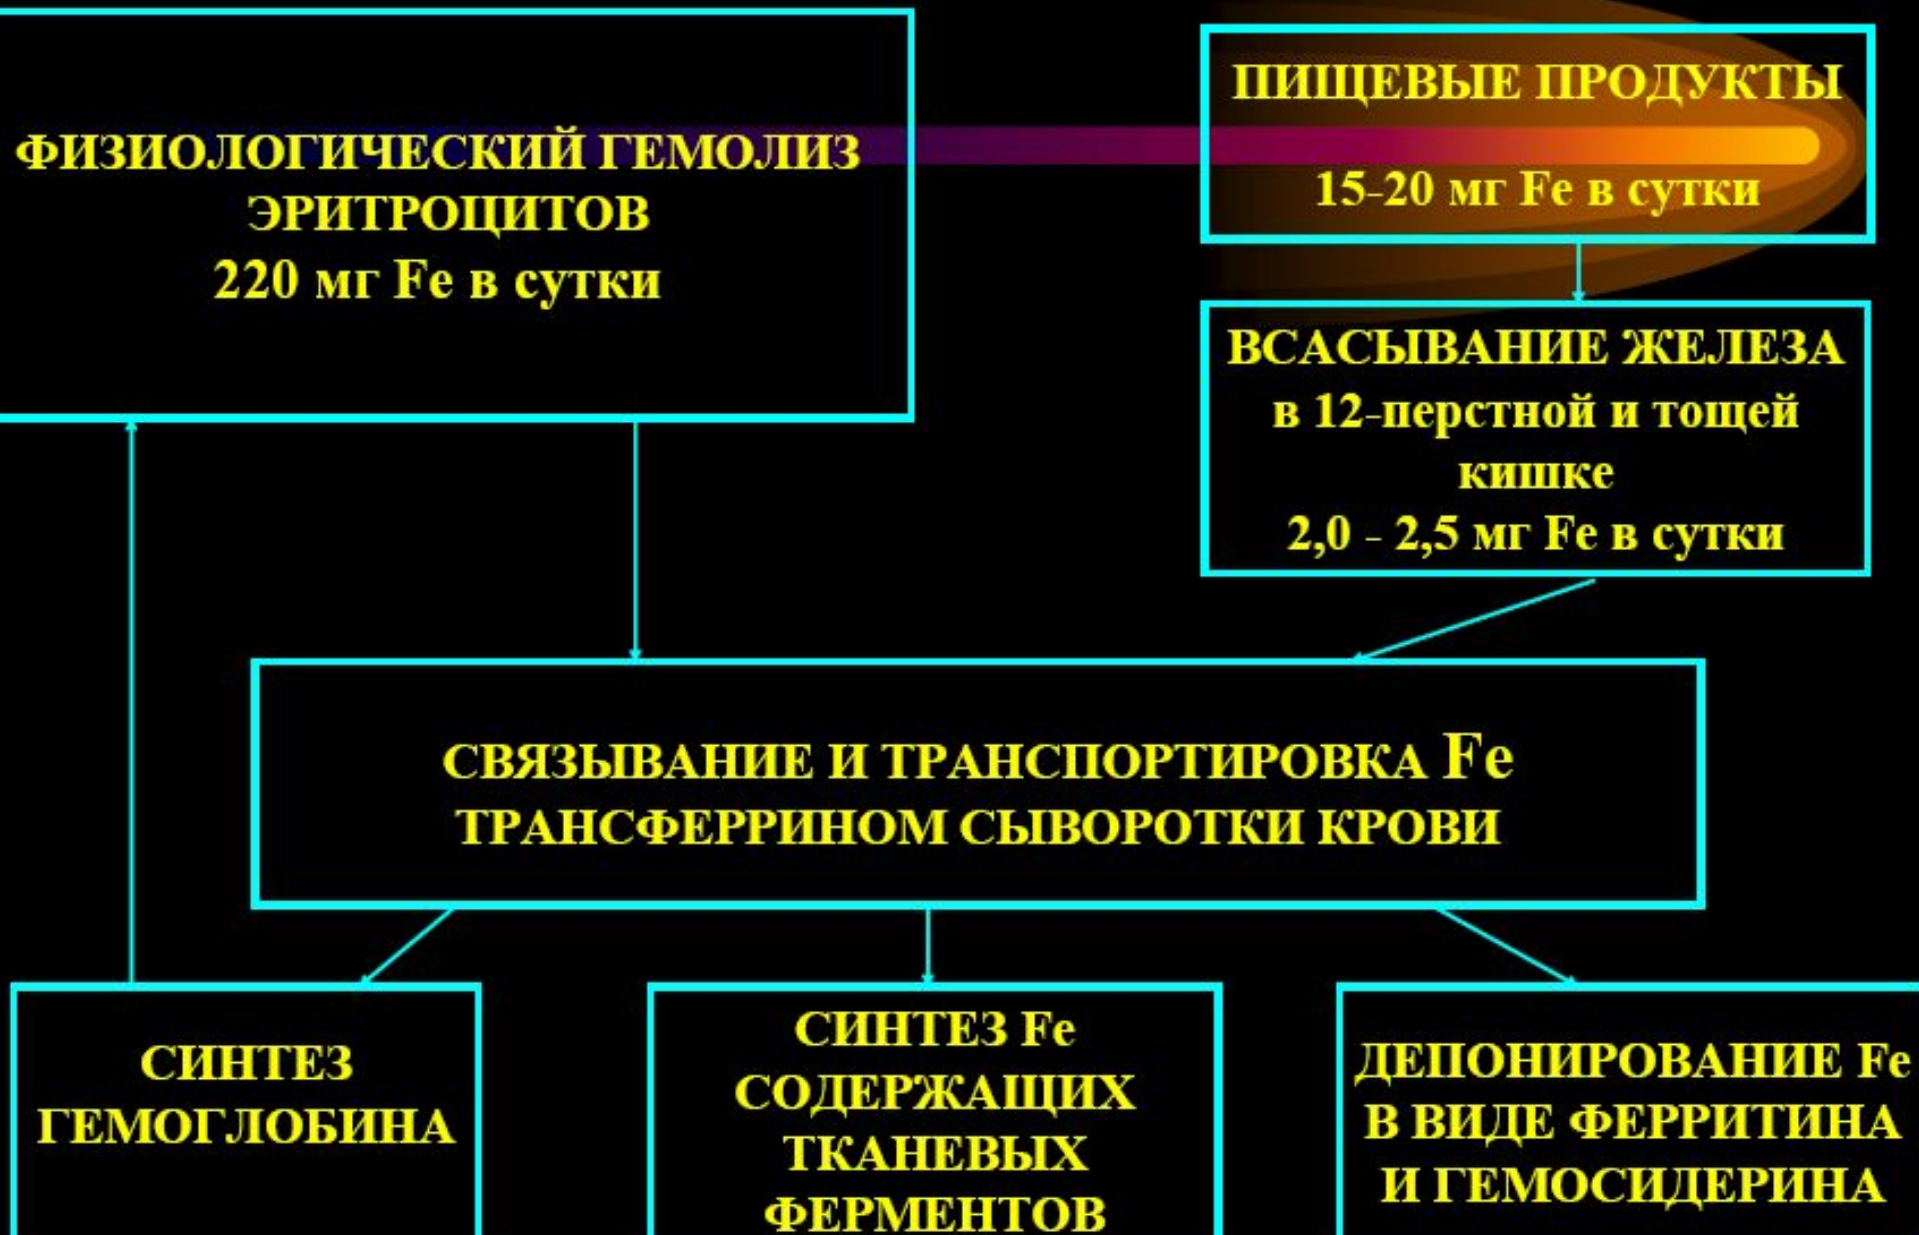 ФИЗИОЛОГИЧЕСКИЙ ГЕМОЛИЗ
ЭРИТРОЦИТОВ
220 мг Fe в сутки
ПИЩЕВЫЕ ПРОДУКТЫ
15-20 мг Fe в сутки
ВСАСЫВАНИЕ ЖЕЛЕЗА
в 12-перстной и тощей
кишке
2,0 - 2,5 мг Fe в сутки
СВЯЗЫВАНИЕ И ТРАНСПОРТИРОВКА Fe
ТРАНСФЕРРИНОМ СЫВОРОТКИ КРОВИ
СИНТЕЗ
ГЕМОГЛОБИНА
СИНТЕЗ Fe
СОДЕРЖАЩИХ
ТКАНЕВЫХ
ФЕРМЕНТОВ
ДЕПОНИРОВАНИЕ Fe
В ВИДЕ ФЕРРИТИНА
И ГЕМОСИДЕРИНА